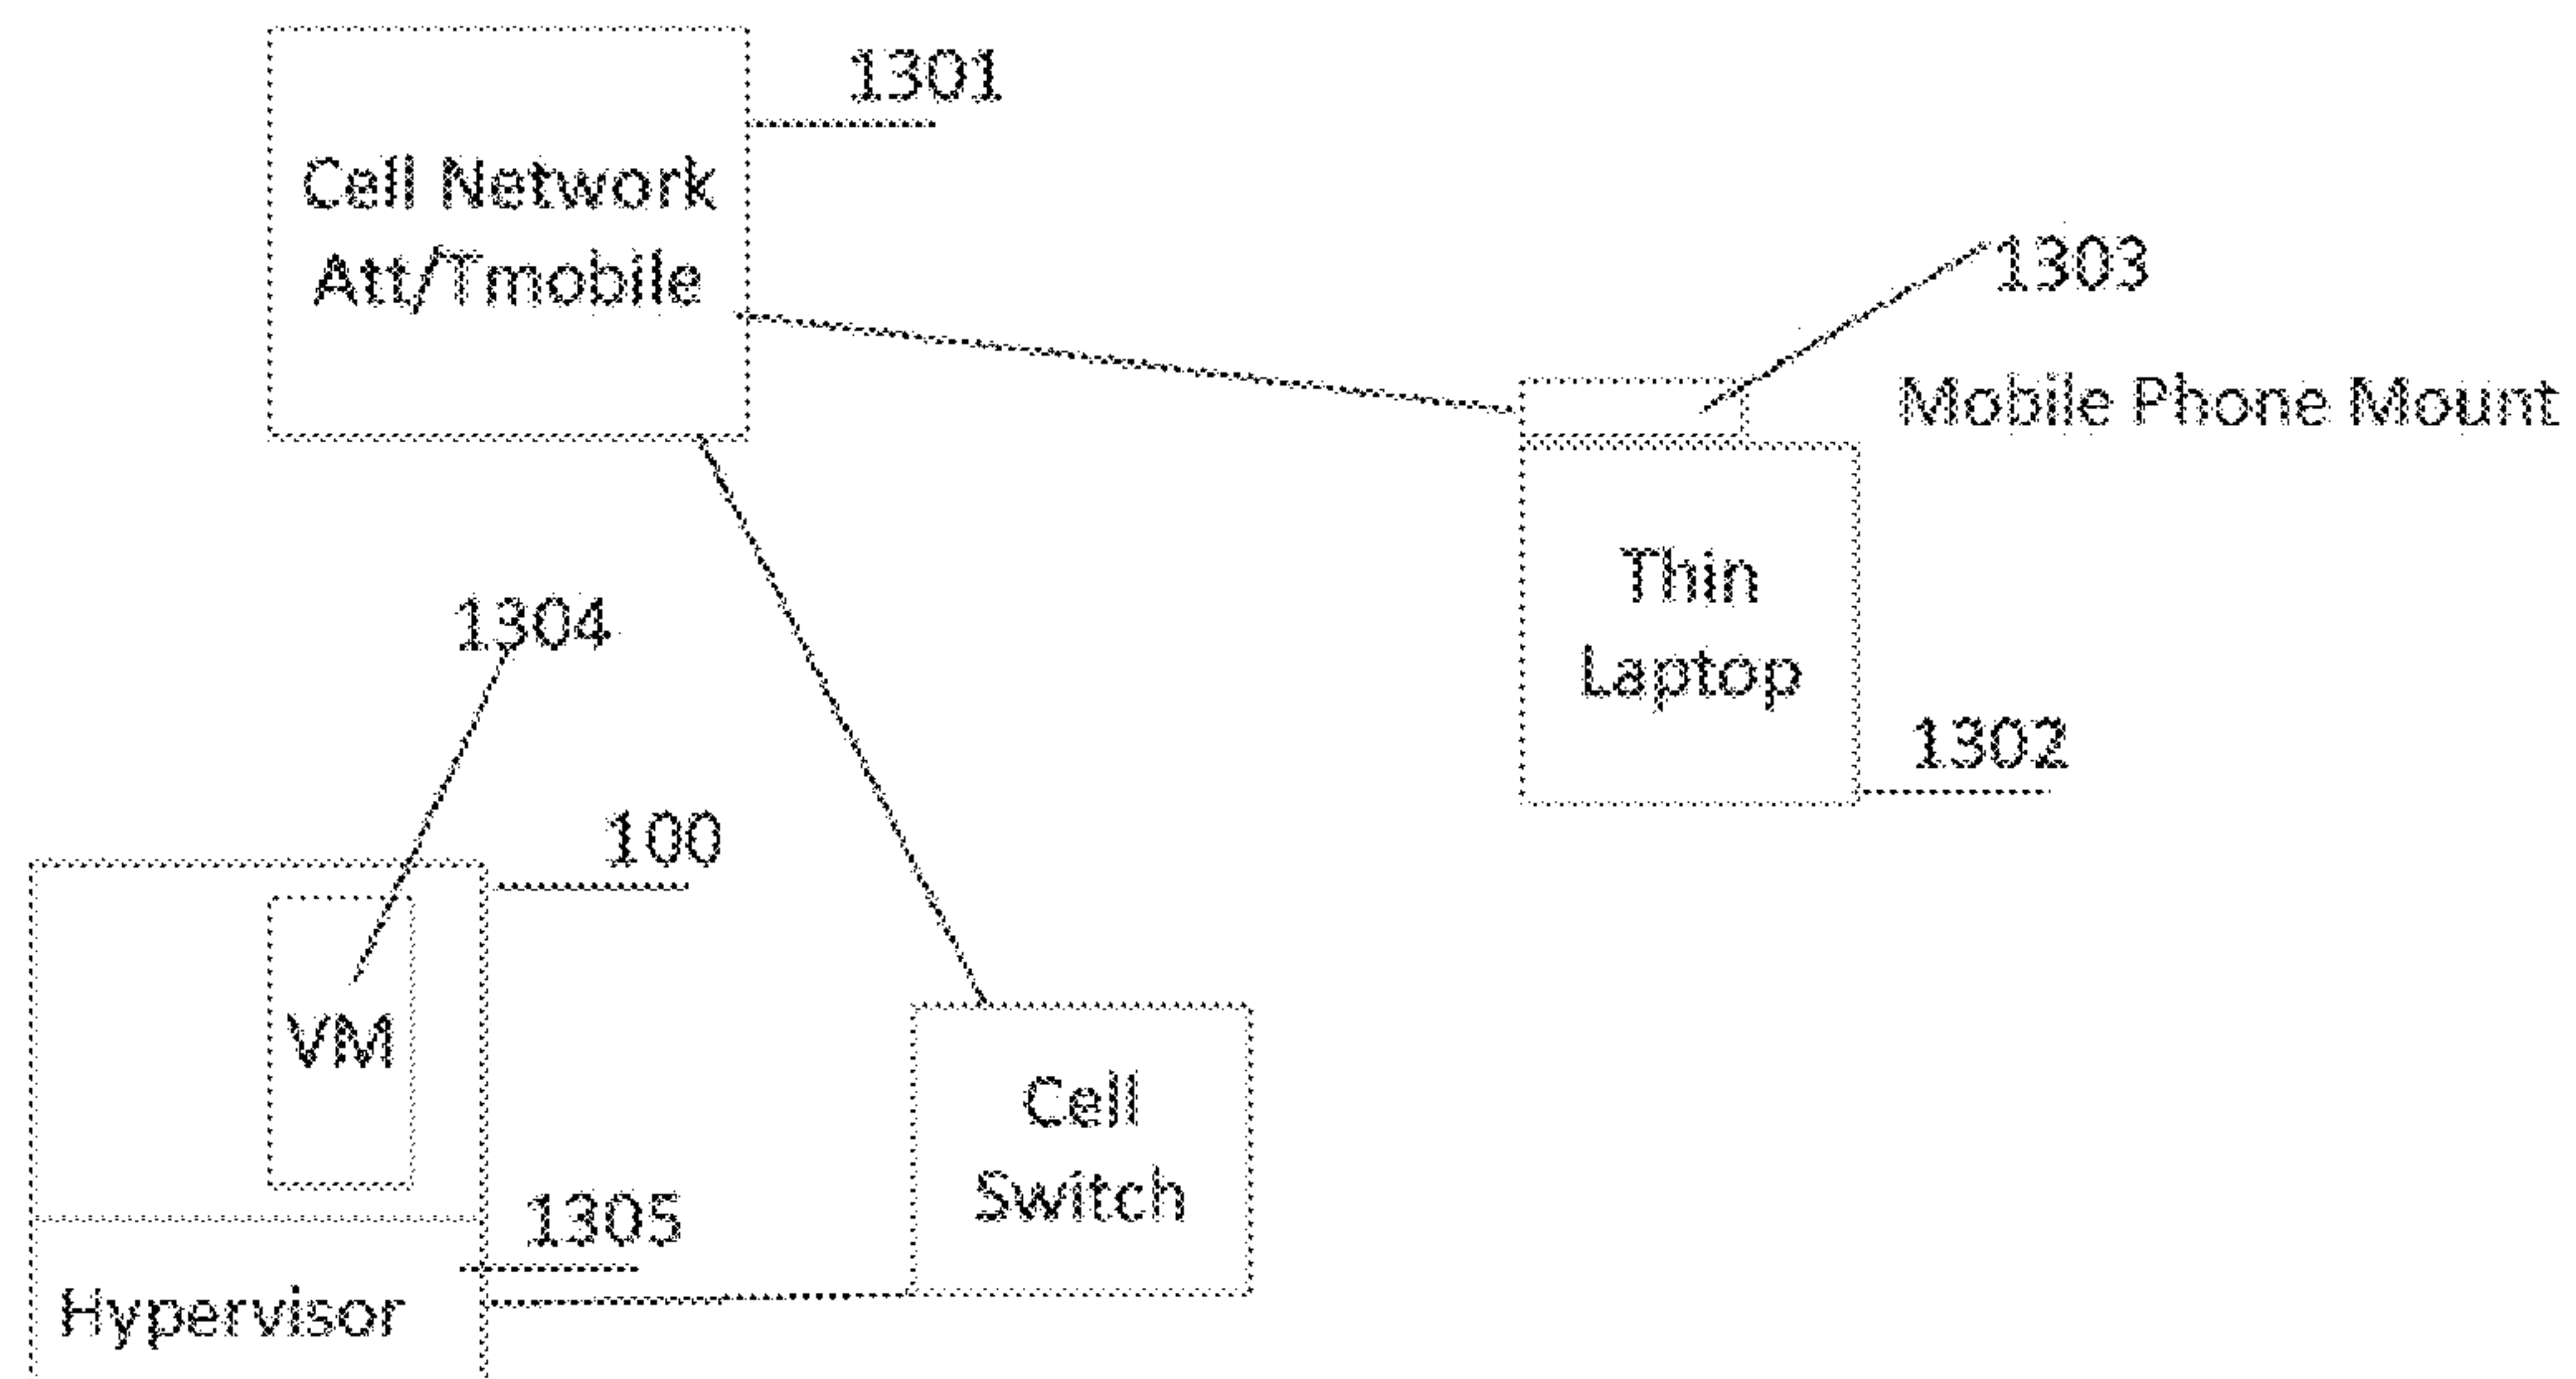 1301
Cell Network
Att/Tmobile
1303
Mobile Phone Mount
Thin
Laptop
1302
1304
100
VM
Cell
Switch
1305
Hypervisor